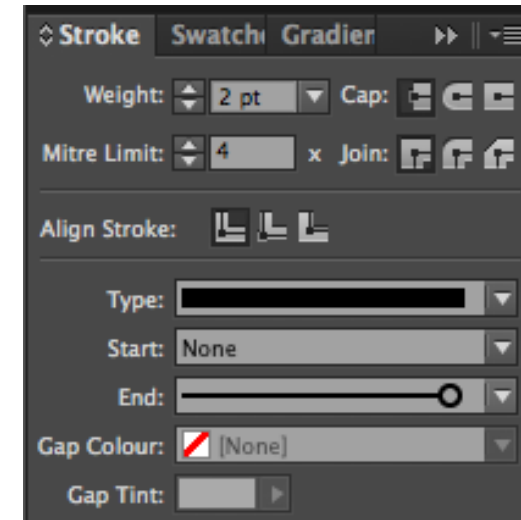 Stroke Swatch Gradien
Weight: 2 pt Cap:
Mitre Limit: 4 x Join:
Align Stroke:
Type:
Start: None
End:
Gap Colour: [None]
Gap Tint: